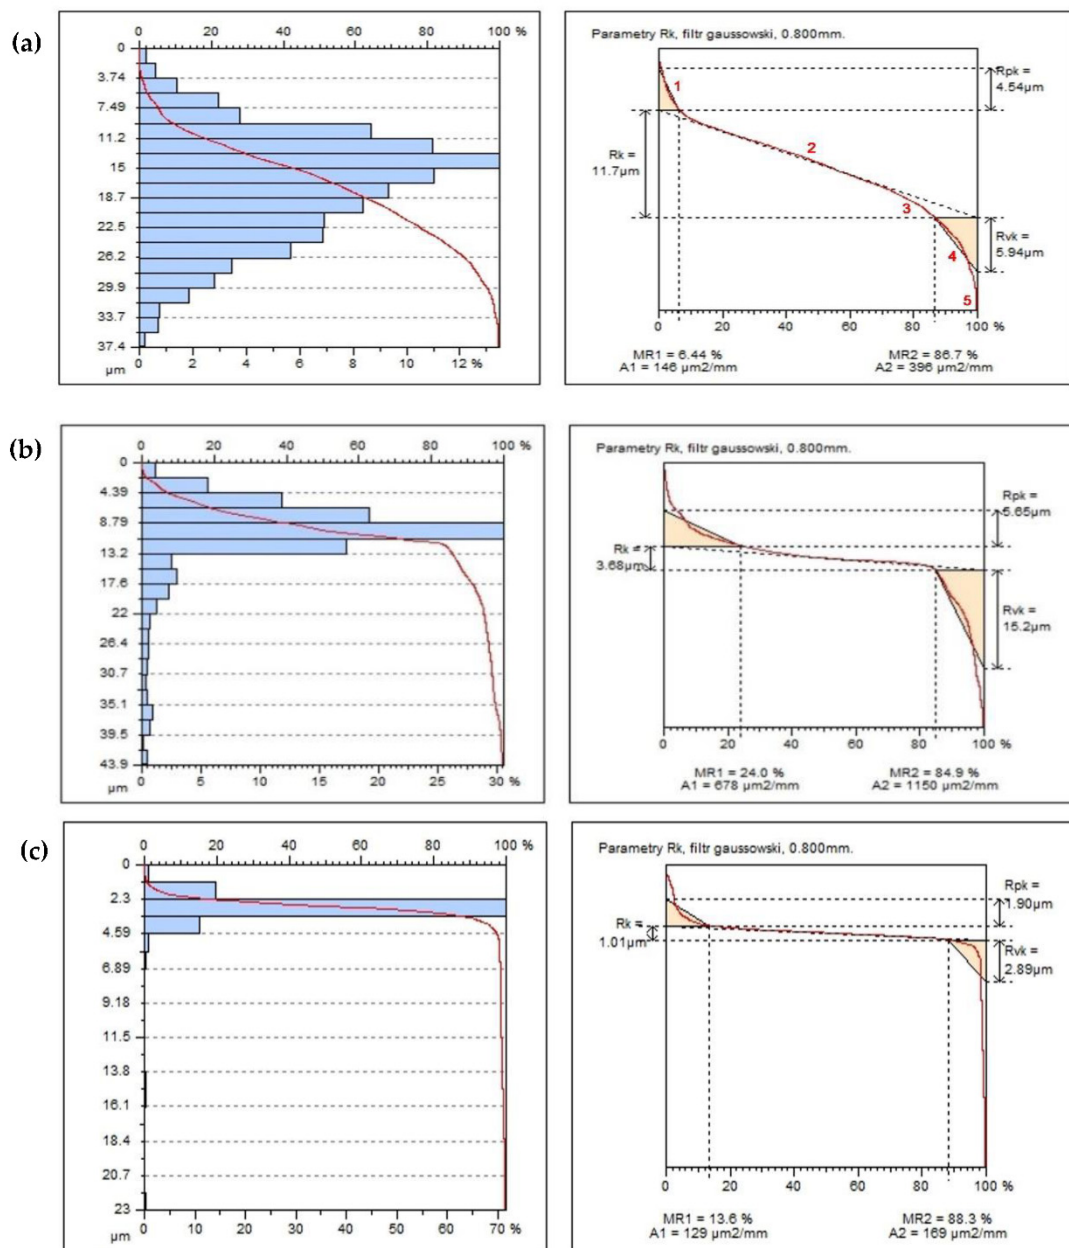 (a)
0 20 40 60 80 100 %
0
3.74
7.49
11.2
15
18.7
22.5
26.2
29.9
33.7
37.4
µm
0 2 4 6 8 10 12 %
Parametry Rk, filtr gaussowski, 0.800mm.
Rpk =
4.54µm
Rk =
11.7µm
Rvk =
5.94µm
1
2
3
4
5
0 20 40 60 80 100 %
MR1 = 6.44 % MR2 = 86.7 %
A1 = 146 µm2/mm A2 = 396 µm2/mm
(b)
0 20 40 60 80 100 %
0
4.39
8.79
13.2
17.6
22
26.4
30.7
35.1
39.5
43.9
µm
0 5 10 15 20 25 30 %
Parametry Rk, filtr gaussowski, 0.800mm.
Rpk =
5.65µm
Rk =
3.68µm
Rvk =
15.2µm
0 20 40 60 80 100 %
MR1 = 24.0 % MR2 = 84.9 %
A1 = 678 µm2/mm A2 = 1150 µm2/mm
(c)
0 20 40 60 80 100 %
0
2.3
4.59
6.89
9.18
11.5
13.8
16.1
18.4
20.7
23
µm
0 10 20 30 40 50 60 70 %
Parametry Rk, filtr gaussowski, 0.800mm.
Rpk =
1.90µm
Rk =
1.01µm
Rvk =
2.89µm
0 20 40 60 80 100 %
MR1 = 13.6 % MR2 = 88.3 %
A1 = 129 µm2/mm A2 = 169 µm2/mm